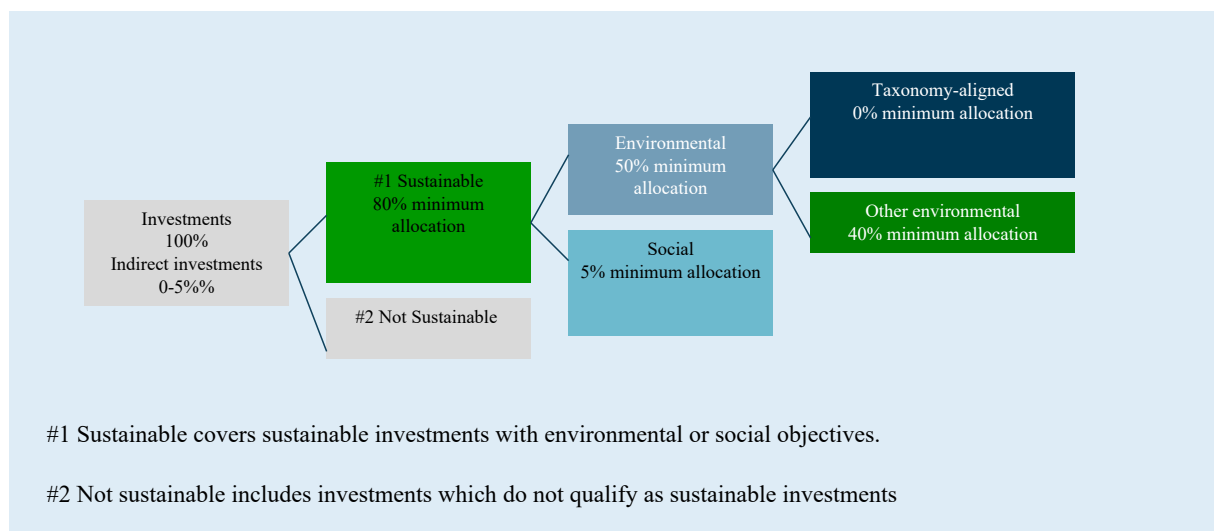 Investments
100%
Indirect investments
0-5%%
#1 Sustainable
80% minimum
allocation
#2 Not Sustainable
Environmental
50% minimum
allocation
Social
5% minimum allocation
Taxonomy-aligned
0% minimum allocation
Other environmental
40% minimum allocation
#1 Sustainable covers sustainable investments with environmental or social objectives.
#2 Not sustainable includes investments which do not qualify as sustainable investments